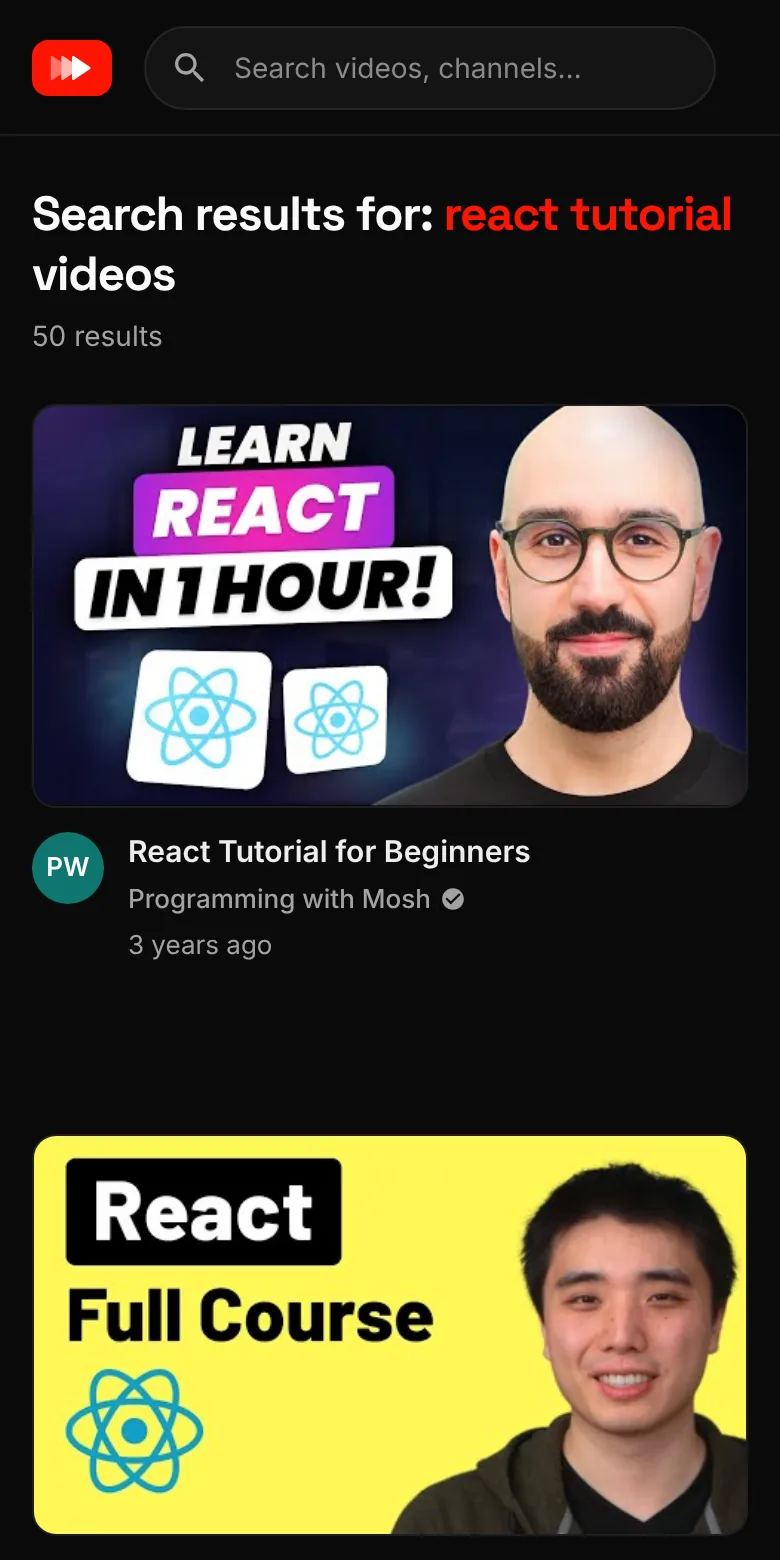 Search videos, channels...
Search results for: react tutorial
videos
50 results
LEARN
REACT
IN 1 HOUR!
PW
React Tutorial for Beginners
Programming with Mosh
3 years ago
React
Full Course